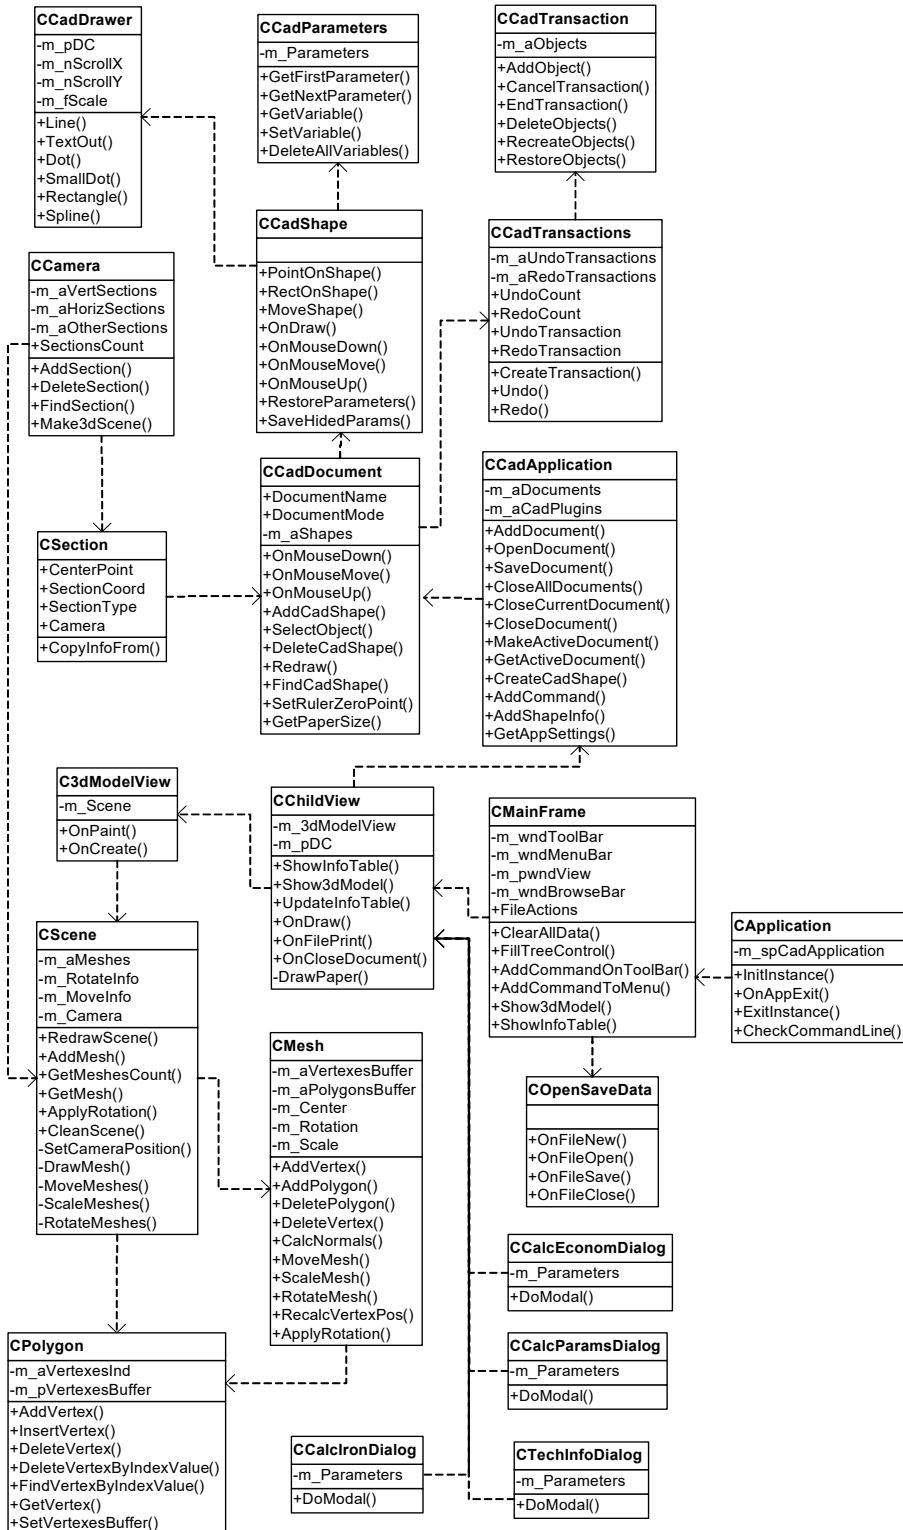 CCadDrawer
-m_pDC
-m_nScrollX
-m_nScrollY
-m_fScale
+Line()
+TextOut()
+Dot()
+SmallDot()
+Rectangle()
+Spline()
CCadParameters
-m_Parameters
+GetFirstParameter()
+GetNextParameter()
+GetVariable()
+SetVariable()
+DeleteAllVariables()
CCadTransaction
-m_aObjects
+AddObject()
+CancelTransaction()
+EndTransaction()
+DeleteObjects()
+RecreateObjects()
+RestoreObjects()
CCadShape
+PointOnShape()
+RectOnShape()
+MoveShape()
+OnDraw()
+OnMouseDown()
+OnMouseMove()
+OnMouseUp()
+RestoreParameters()
+SaveHidedParams()
CCadTransactions
-m_aUndoTransactions
-m_aRedoTransactions
+UndoCount
+RedoCount
+UndoTransaction
+RedoTransaction
+CreateTransaction()
+Undo()
+Redo()
CCamera
-m_aVertSections
-m_aHorizSections
-m_aOtherSections
+SectionsCount
+AddSection()
+DeleteSection()
+FindSection()
+Make3dScene()
CCadDocument
+DocumentName
+DocumentMode
-m_aShapes
+OnMouseDown()
+OnMouseMove()
+OnMouseUp()
+AddCadShape()
+SelectObject()
+DeleteCadShape()
+Redraw()
+FindCadShape()
+SetRulerZeroPoint()
+GetPaperSize()
CCadApplication
-m_aDocuments
-m_aCadPlugins
+AddDocument()
+OpenDocument()
+SaveDocument()
+CloseAllDocuments()
+CloseCurrentDocument()
+CloseDocument()
+MakeActiveDocument()
+GetActiveDocument()
+CreateCadShape()
+AddCommand()
+AddShapeInfo()
+GetAppSettings()
CSection
+CenterPoint
+SectionCoord
+SectionType
+Camera
+CopyInfoFrom()
C3dModelView
-m_Scene
+OnPaint()
+OnCreate()
CChildView
-m_3dModelView
-m_pDC
+ShowInfoTable()
+Show3dModel()
+UpdateInfoTable()
+OnDraw()
+OnFilePrint()
+OnCloseDocument()
-DrawPaper()
CMainFrame
-m_wndToolBar
-m_wndMenuBar
-m_pwndView
-m_wndBrowseBar
+FileActions
+ClearAllData()
+FillTreeControl()
+AddCommandOnToolBar()
+AddCommandToMenu()
+Show3dModel()
+ShowInfoTable()
CApplication
-m_spCadApplication
+InitInstance()
+OnAppExit()
+ExitInstance()
+CheckCommandLine()
CScene
-m_aMeshes
-m_RotateInfo
-m_MoveInfo
-m_Camera
+RedrawScene()
+AddMesh()
+GetMeshesCount()
+GetMesh()
+ApplyRotation()
+CleanScene()
-SetCameraPosition()
-DrawMesh()
-MoveMeshes()
-ScaleMeshes()
-RotateMeshes()
CMesh
-m_aVertexesBuffer
-m_aPolygonsBuffer
-m_Center
-m_Rotation
-m_Scale
+AddVertex()
+AddPolygon()
+DeletePolygon()
+DeleteVertex()
+CalcNormals()
+MoveMesh()
+ScaleMesh()
+RotateMesh()
+RecalcVertexPos()
+ApplyRotation()
COpenSaveData
+OnFileNew()
+OnFileOpen()
+OnFileSave()
+OnFileClose()
CCalcEconomDialog
-m_Parameters
+DoModal()
CCalcParamsDialog
-m_Parameters
+DoModal()
CPolygon
-m_aVertexesInd
-m_pVertexesBuffer
+AddVertex()
+InsertVertex()
+DeleteVertex()
+DeleteVertexByIndexValue()
+FindVertexByIndexValue()
+GetVertex()
+SetVertexesBuffer()
CCalcIronDialog
-m_Parameters
+DoModal()
CTechInfoDialog
-m_Parameters
+DoModal()